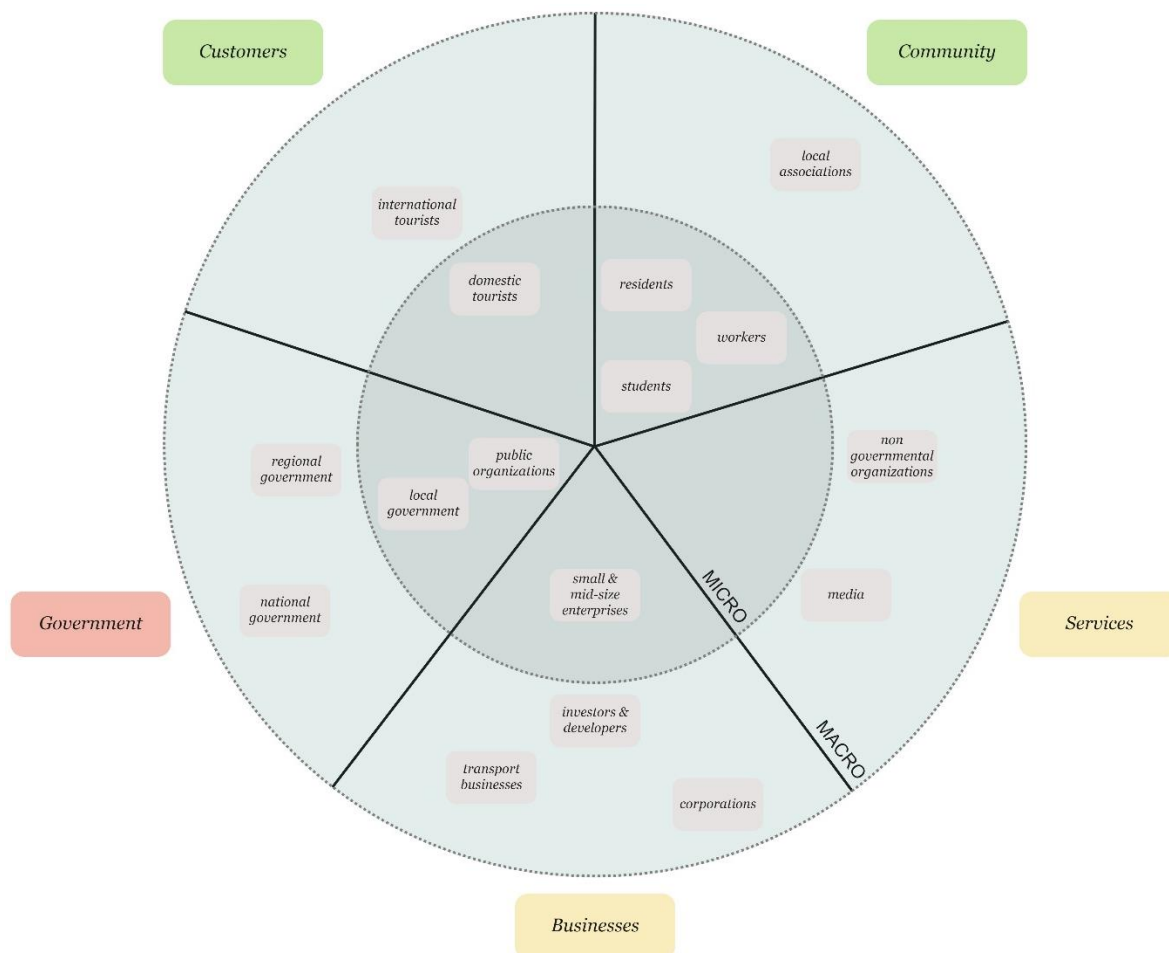 Customers
Community
local
associations
international
tourists
domestic
tourists
residents
workers
students
regional
government
public
organizations
local
government
non
governmental
organizations
national
government
small &
mid-size
enterprises
MICRO
media
Government
Services
investors &
developers
MACRO
transport
businesses
corporations
Businesses